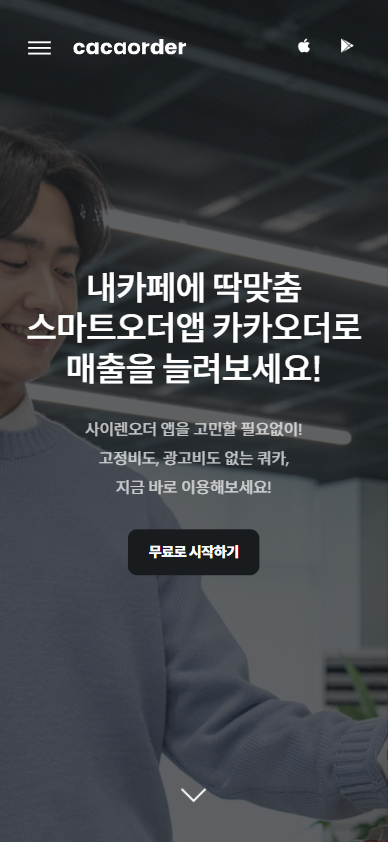 cacaorder
내카페에 딱맞춤
스마트오더앱 카카오더로
매출을 늘려보세요!
사이렌오더 앱을 고민할 필요없이!
고정비도, 광고비도 없는 쿼카,
지금 바로 이용해보세요!
무료로 시작하기